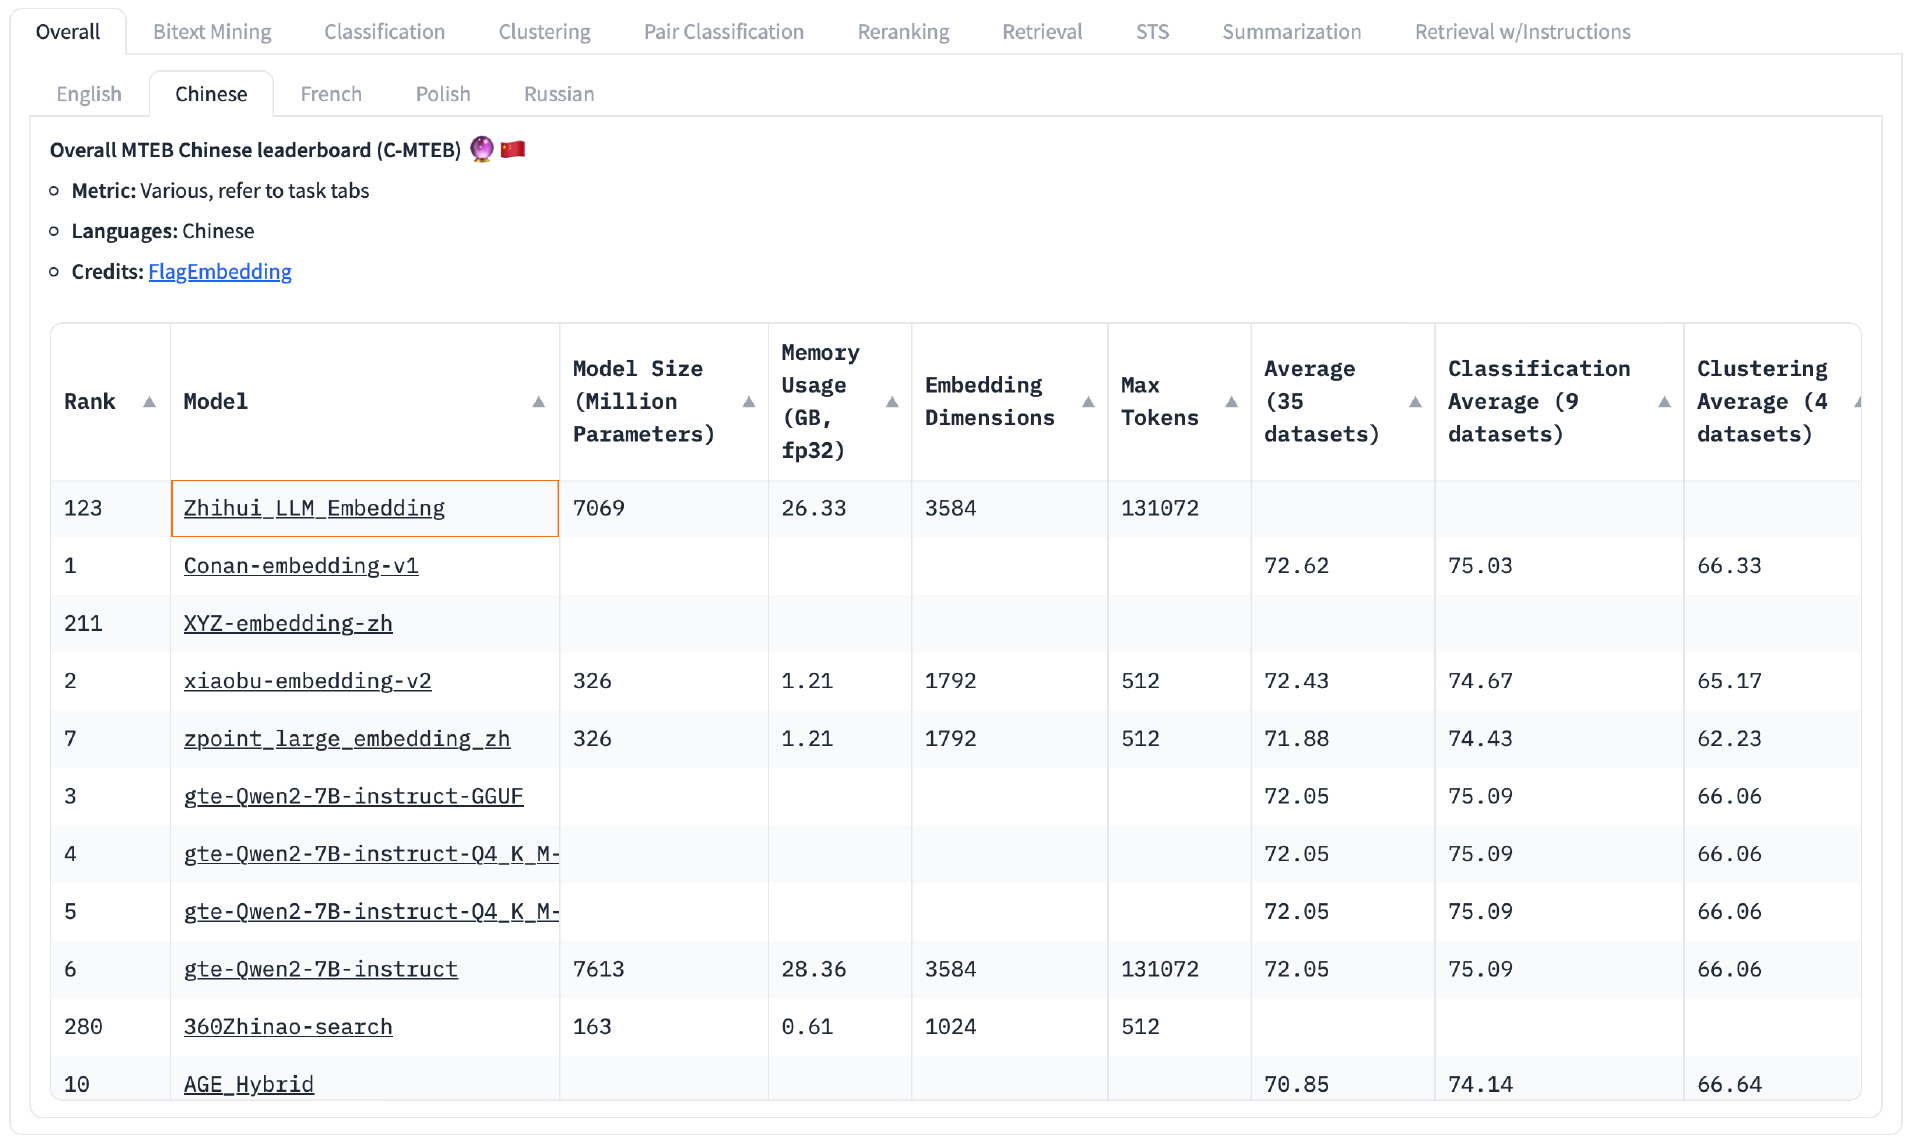 Overall Bitext Mining Classification Clustering Pair Classification Reranking Retrieval STS Summarization Retrieval w/Instructions
English Chinese French Polish Russian
Overall MTEB Chinese leaderboard (C-MTEB) 🔮🇨🇳
Metric: Various, refer to task tabs
Languages: Chinese
Credits: FlagEmbedding
Rank
Model
Model Size
(Million
Parameters)
Memory
Usage
(GB,
fp32)
Embedding
Dimensions
Max
Tokens
Average
(35
datasets)
Classification
Average (9
datasets)
Clustering
Average (4
datasets)
123 Zhihui_LLM_Embedding 7069 26.33 3584 131072
1 Conan-embedding-v1 72.62 75.03 66.33
211 XYZ-embedding-zh
2 xiaobu-embedding-v2 326 1.21 1792 512 72.43 74.67 65.17
7 zpoint_large_embedding_zh 326 1.21 1792 512 71.88 74.43 62.23
3 gte-Qwen2-7B-instruct-GGUF 72.05 75.09 66.06
4 gte-Qwen2-7B-instruct-Q4_K_M- 72.05 75.09 66.06
5 gte-Qwen2-7B-instruct-Q4_K_M- 72.05 75.09 66.06
6 gte-Qwen2-7B-instruct 7613 28.36 3584 131072 72.05 75.09 66.06
280 360Zhinao-search 163 0.61 1024 512
10 AGE_Hybrid 70.85 74.14 66.64